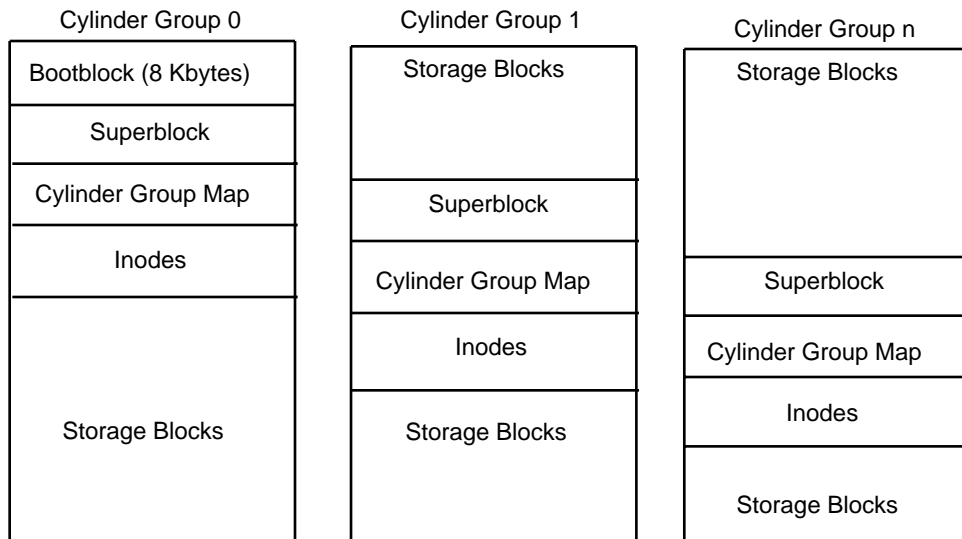 Cylinder Group 0
Bootblock (8 Kbytes)
Superblock
Cylinder Group Map
Inodes
Storage Blocks
Cylinder Group 1
Storage Blocks
Superblock
Cylinder Group Map
Inodes
Storage Blocks
Cylinder Group n
Storage Blocks
Superblock
Cylinder Group Map
Inodes
Storage Blocks